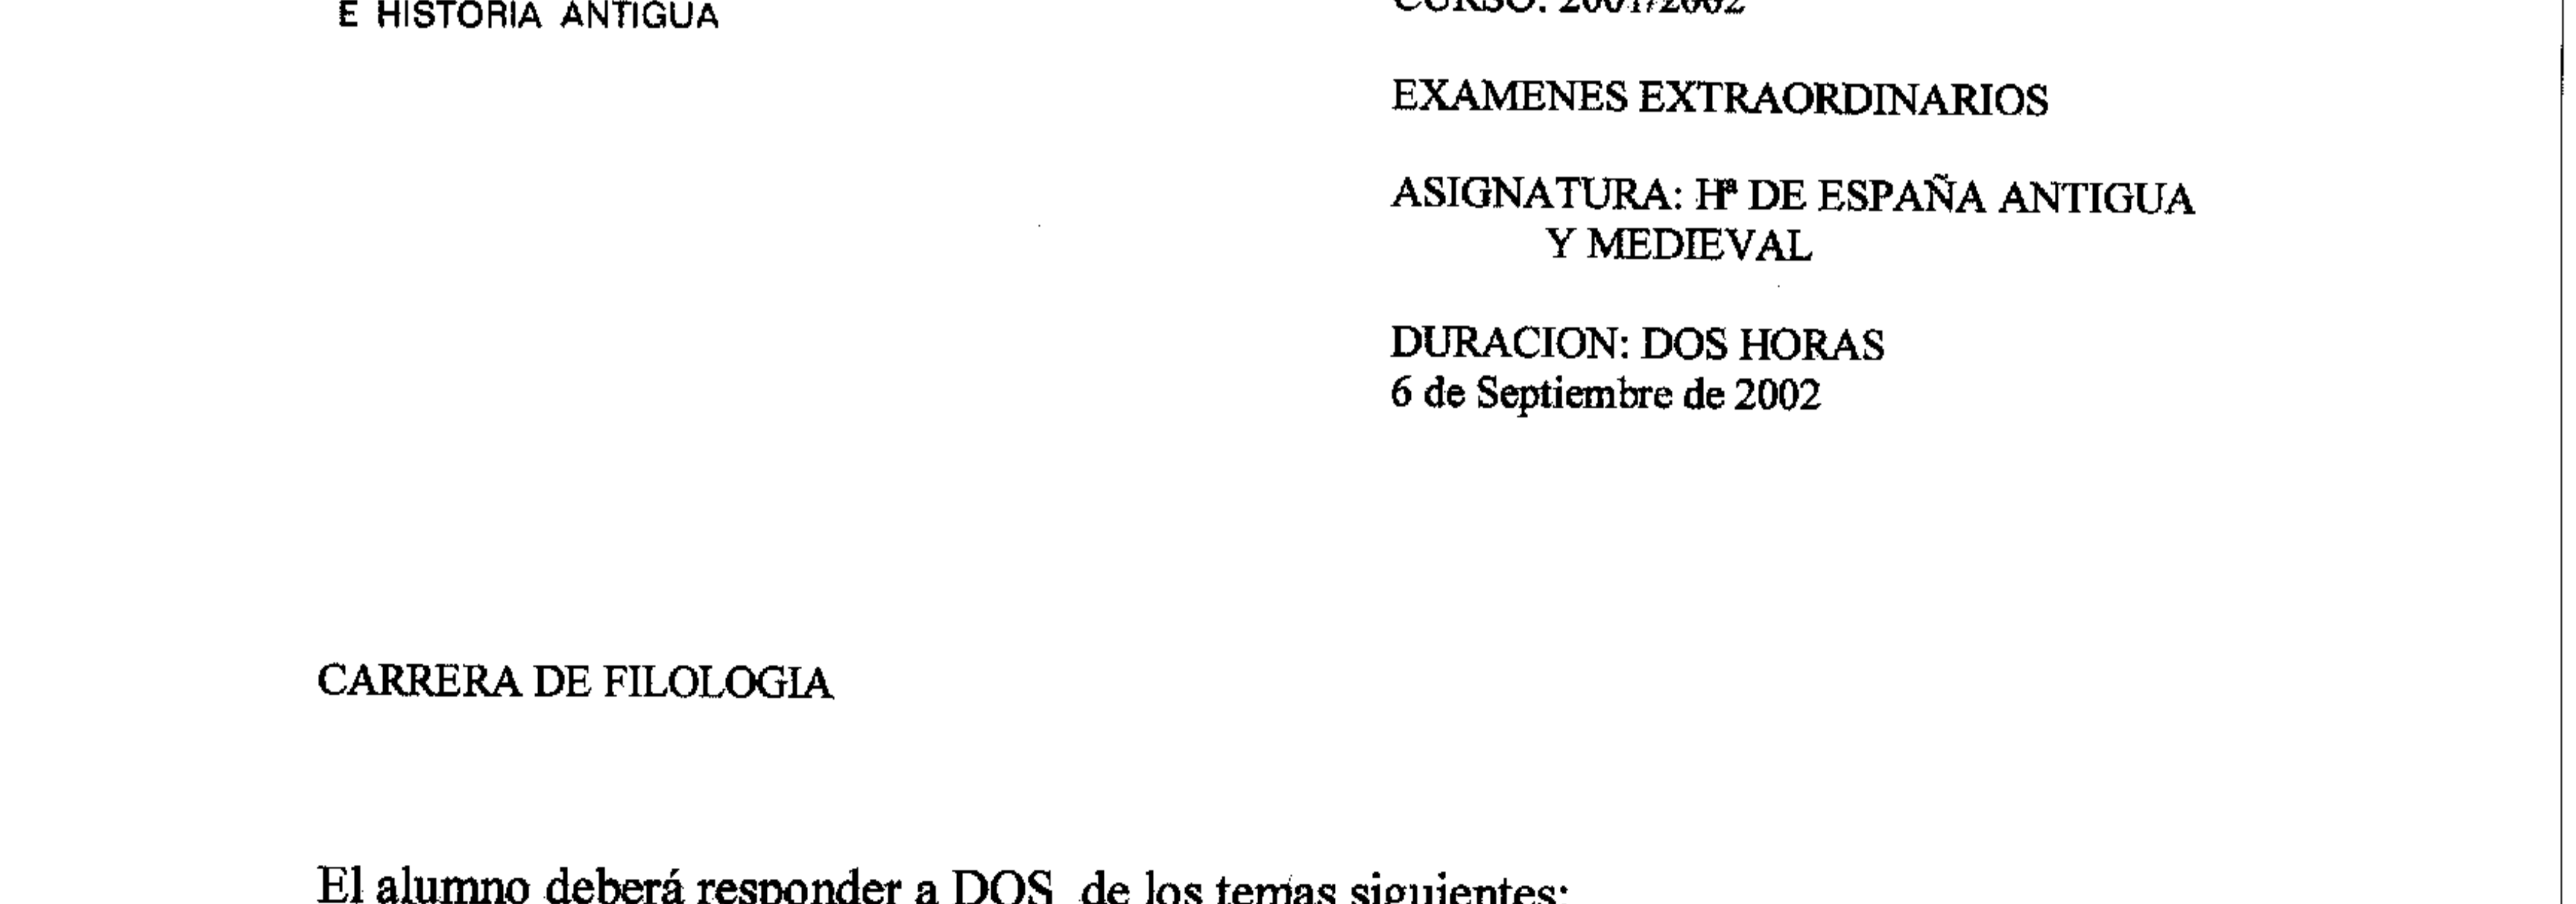 E HISTORIA ANTIGUA
CURSO: 2001/2002
EXAMENES EXTRAORDINARIOS
ASIGNATURA: Hª DE ESPAÑA ANTIGUA
Y MEDIEVAL
DURACION: DOS HORAS
6 de Septiembre de 2002
CARRERA DE FILOLOGIA
El alumno deberá responder a DOS de los temas siguientes: